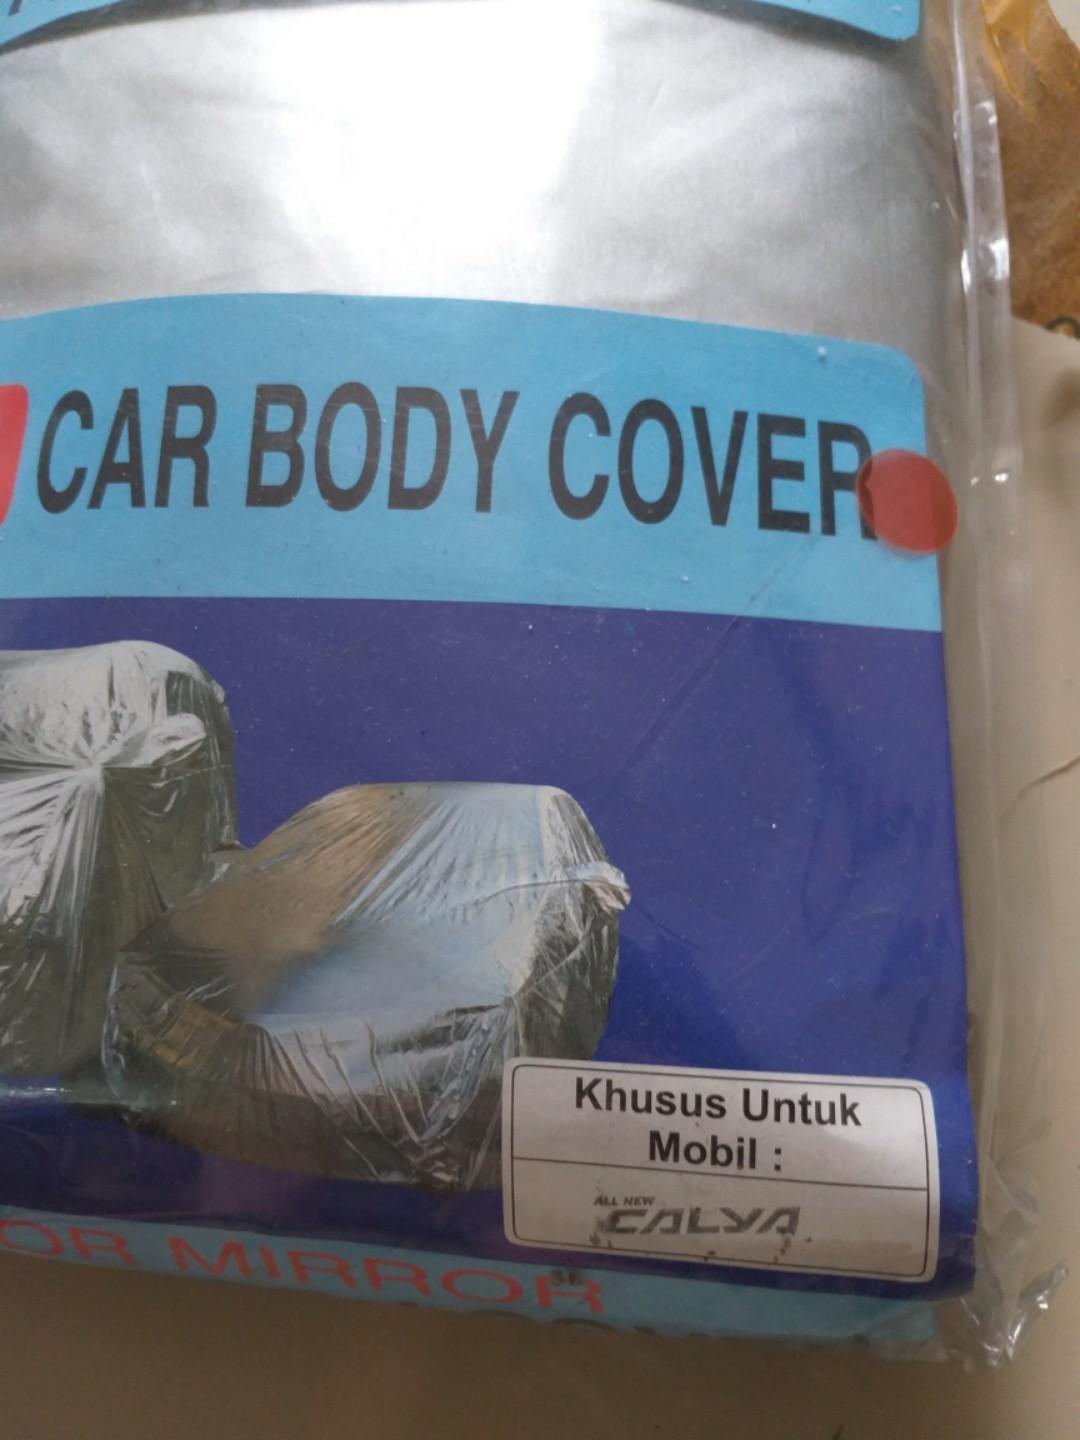 CAR BODY COVER
Khusus Untuk
Mobil :
ALL NEW
CALYA
OR MIRROR